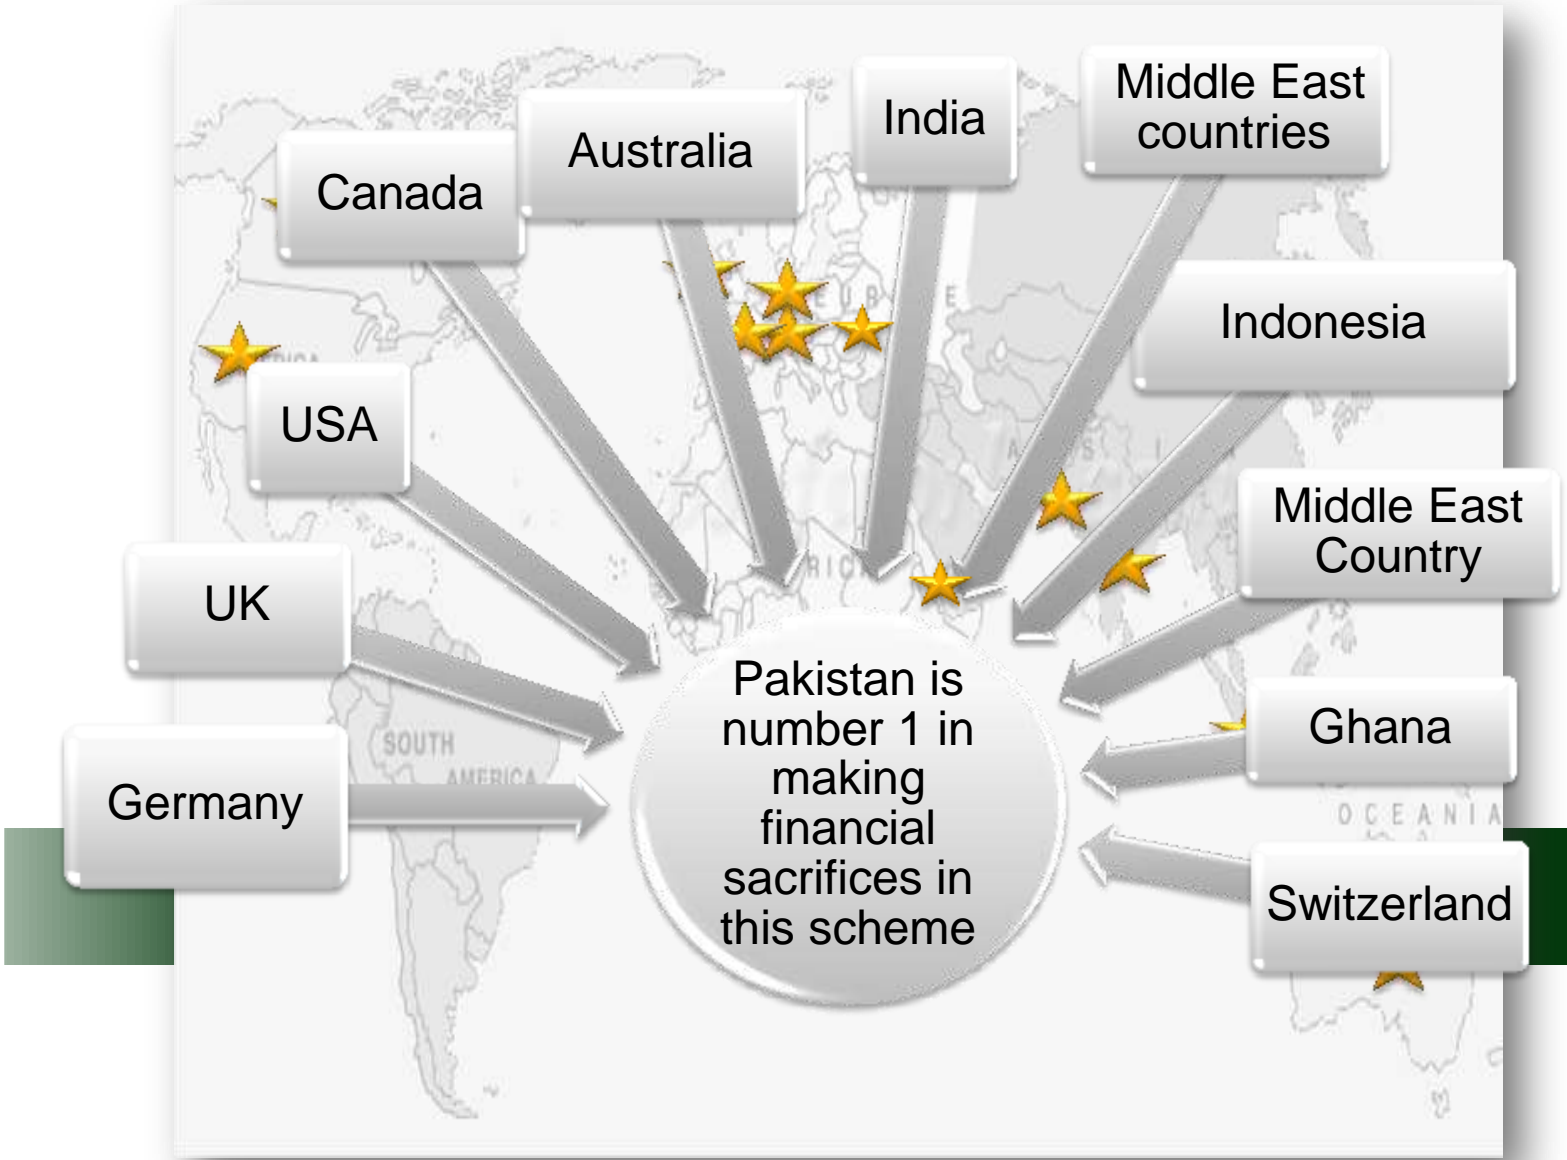 Middle East
countries
India
Australia
Canada
Indonesia
USA
Middle East
Country
UK
Ghana
Germany
Switzerland
Pakistan is
number 1 in
making
financial
sacrifices in
this scheme
SOUTH
AMERICA
OCEANIA